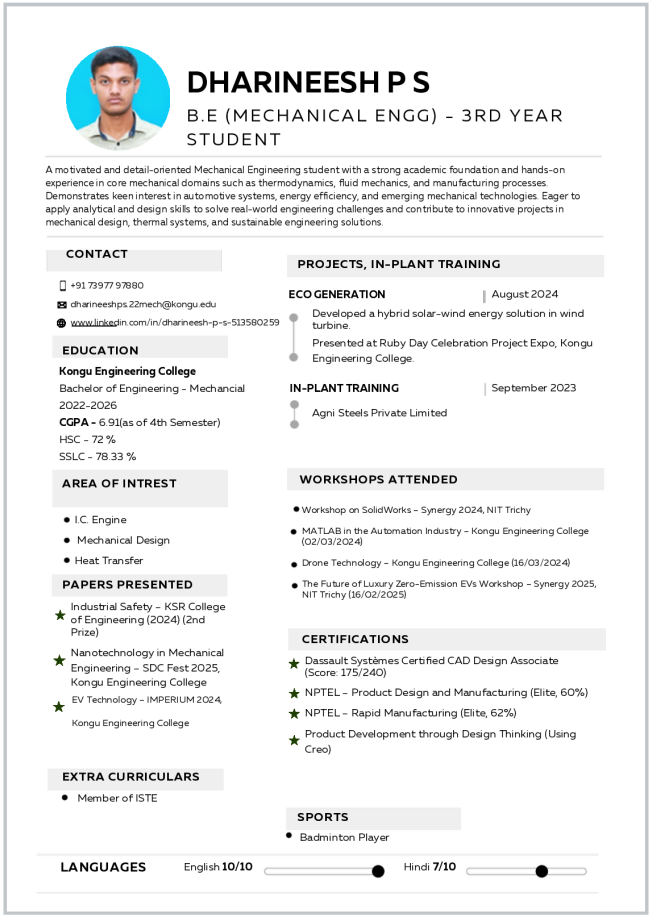 DHARINEESH P S
B.E (MECHANICAL ENGG) – 3RD YEAR
STUDENT
A motivated and detail-oriented Mechanical Engineering student with a strong academic foundation and hands-on
experience in core mechanical domains such as thermodynamics, fluid mechanics, and manufacturing processes.
Demonstrates keen interest in automotive systems, energy efficiency, and emerging mechanical technologies. Eager to
apply analytical and design skills to solve real-world engineering challenges and contribute to innovative projects in
mechanical design, thermal systems, and sustainable engineering solutions.
CONTACT
+91 73977 97880
dharineeshps.22mech@kongu.edu
www.linkedin.com/in/dharineesh-p-s-513580259
EDUCATION
Kongu Engineering College
Bachelor of Engineering - Mechancial
2022-2026
CGPA - 6.91(as of 4th Semester)
HSC - 72 %
SSLC - 78.33 %
AREA OF INTREST
I.C. Engine
Mechanical Design
Heat Transfer
PAPERS PRESENTED
Industrial Safety – KSR College
of Engineering (2024) (2nd
Prize)
Nanotechnology in Mechanical
Engineering – SDC Fest 2025,
Kongu Engineering College
EV Technology – IMPERIUM 2024,
Kongu Engineering College
EXTRA CURRICULARS
Member of ISTE
PROJECTS, IN-PLANT TRAINING
ECO GENERATION | August 2024
Developed a hybrid solar-wind energy solution in wind
turbine.
Presented at Ruby Day Celebration Project Expo, Kongu
Engineering College.
IN-PLANT TRAINING | September 2023
Agni Steels Private Limited
WORKSHOPS ATTENDED
Workshop on SolidWorks – Synergy 2024, NIT Trichy
MATLAB in the Automation Industry – Kongu Engineering College
(02/03/2024)
Drone Technology – Kongu Engineering College (16/03/2024)
The Future of Luxury Zero-Emission EVs Workshop – Synergy 2025,
NIT Trichy (16/02/2025)
CERTIFICATIONS
Dassault Systèmes Certified CAD Design Associate
(Score: 175/240)
NPTEL – Product Design and Manufacturing (Elite, 60%)
NPTEL – Rapid Manufacturing (Elite, 62%)
Product Development through Design Thinking (Using
Creo)
SPORTS
Badminton Player
LANGUAGES English 10/10 Hindi 7/10